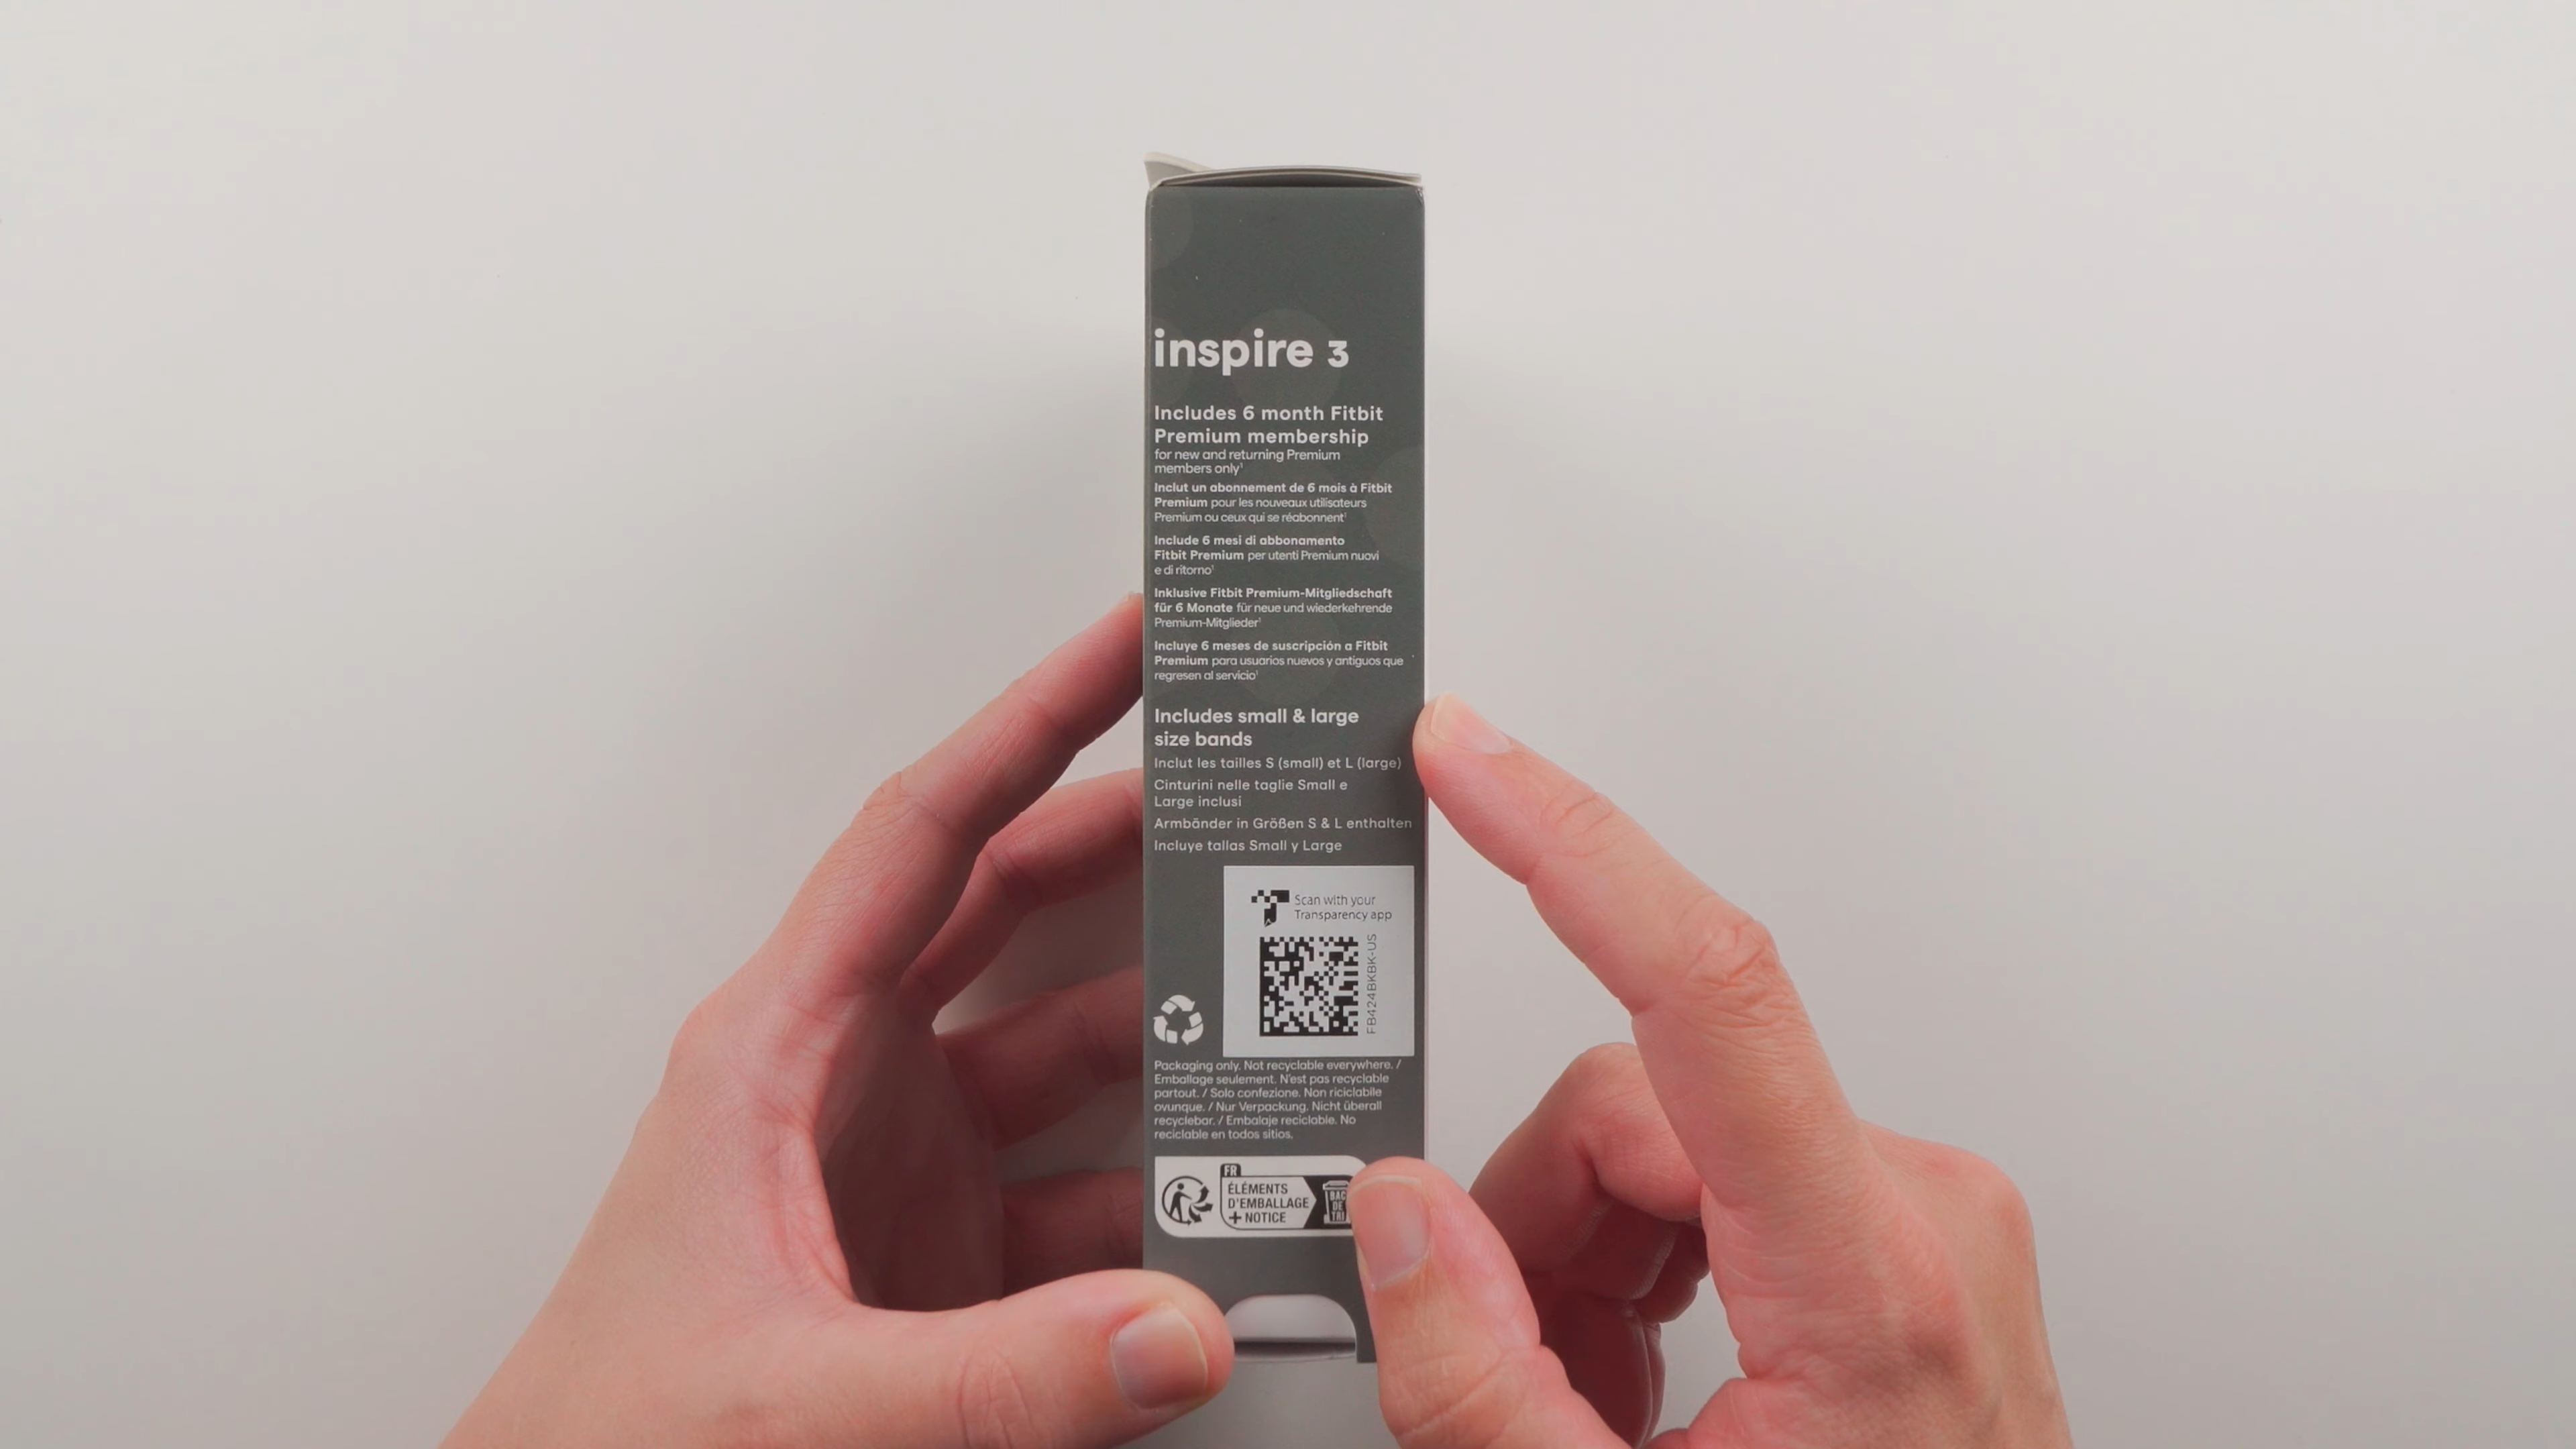 inspire 3
Includes 6 month Fitbit
Premium membership
for new and returning Premium
members only¹
Inclut un abonnement de 6 mois à Fitbit
Premium pour les nouveaux utilisateurs
Premium ou ceux qui se réabonnent¹
Include 6 mesi di abbonamento
Fitbit Premium per utenti Premium nuovi
e di ritorno¹
Inklusive Fitbit Premium-Mitgliedschaft
für 6 Monate für neue und wiederkehrende
Premium-Mitglieder¹
Incluye 6 meses de suscripción a Fitbit
Premium para usuarios nuevos y antiguos que
regresen al servicio¹
Includes small & large
size bands
Inclut les tailles S (small) et L (large)
Cinturini nelle taglie Small e
Large inclusi
Armbänder in Größen S & L enthalten
Incluye tallas Small y Large
Scan with your
Transparency app
FB424BKBK-US
Packaging only. Not recyclable everywhere. /
Emballage seulement. N'est pas recyclable
partout. / Solo confezione. Non riciclabile
ovunque. / Nur Verpackung. Nicht überall
recyclebar. / Embalaje reciclable. No
reciclable en todos sitios.
FR
ÉLÉMENTS
D'EMBALLAGE
+ NOTICE
BAC
DE
TRI